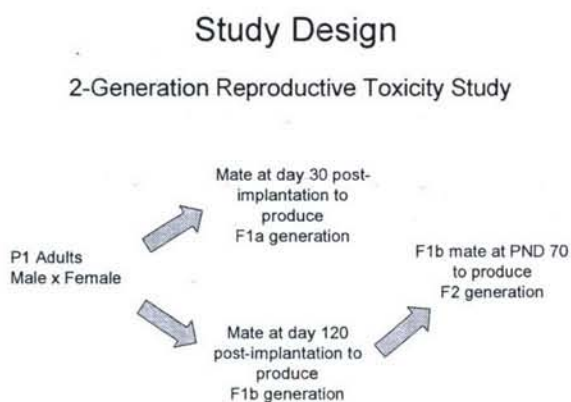 Study Design
2-Generation Reproductive Toxicity Study
Mate at day 30 post-
implantation to
produce
F1a generation
P1 Adults
Male x Female
F1b mate at PND 70
to produce
F2 generation
Mate at day 120
post-implantation to
produce
F1b generation